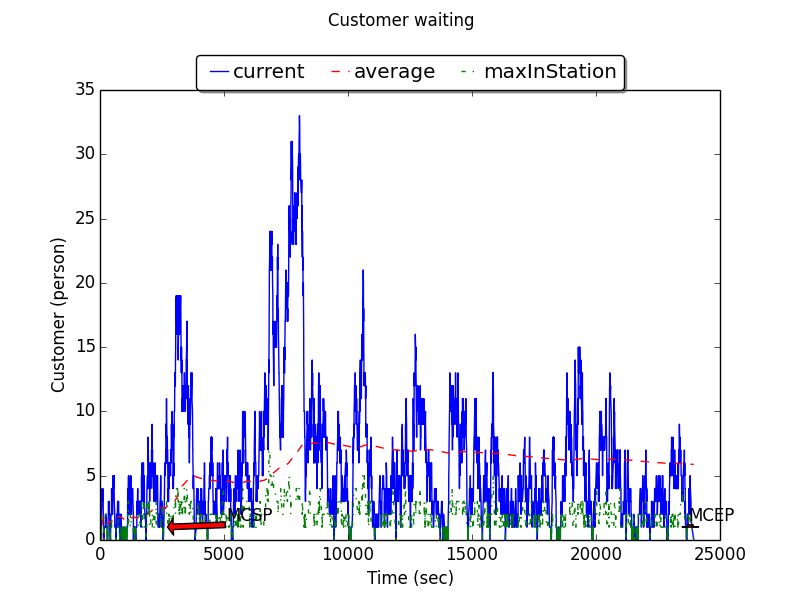 Customer waiting
current average maxInStation
35
30
25
20
15
10
5
0
Customer (person)
MCSP
MCEP
0 5000 10000 15000 20000 25000
Time (sec)